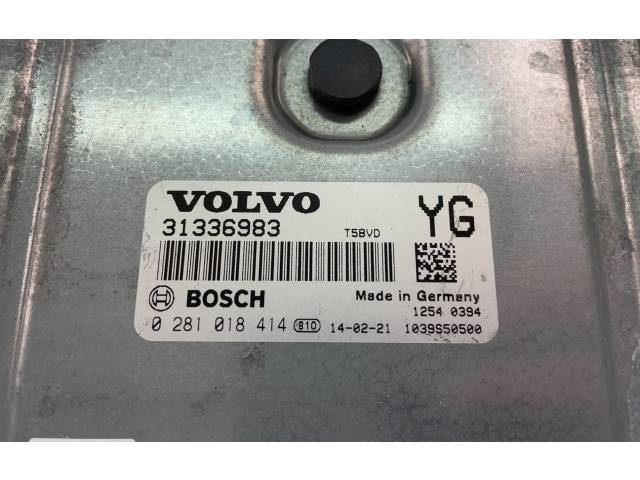 VOLVO
YG
31336983 T5BVD
BOSCH Made in Germany
1254 0394
0 281 018 414 810 14-02-21 1039S50500